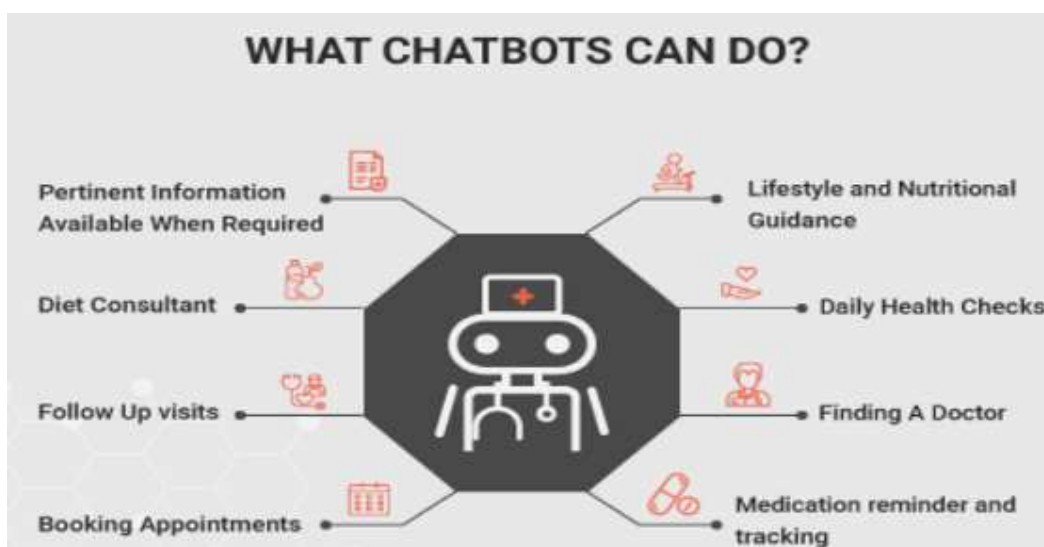 WHAT CHATBOTS CAN DO?
Pertinent Information
Available When Required
Diet Consultant
Follow Up visits
Booking Appointments
Lifestyle and Nutritional
Guidance
Daily Health Checks
Finding A Doctor
Medication reminder and
tracking